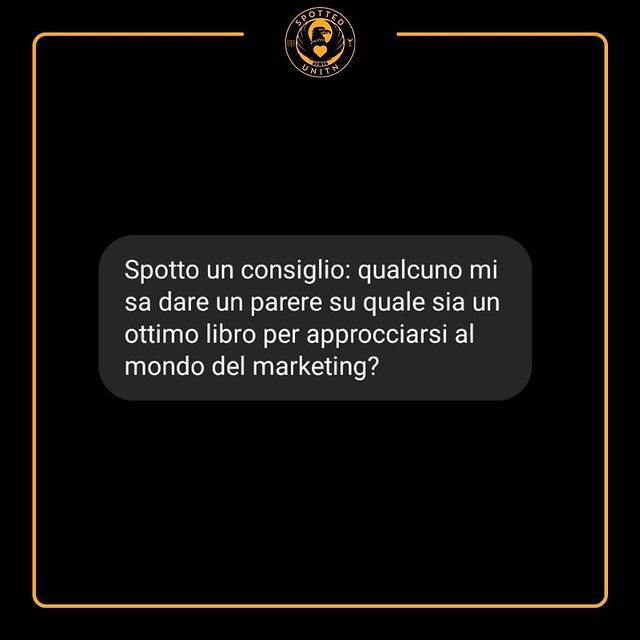 SPOTTED
UNITN
Spotto un consiglio: qualcuno mi
sa dare un parere su quale sia un
ottimo libro per approcciarsi al
mondo del marketing?